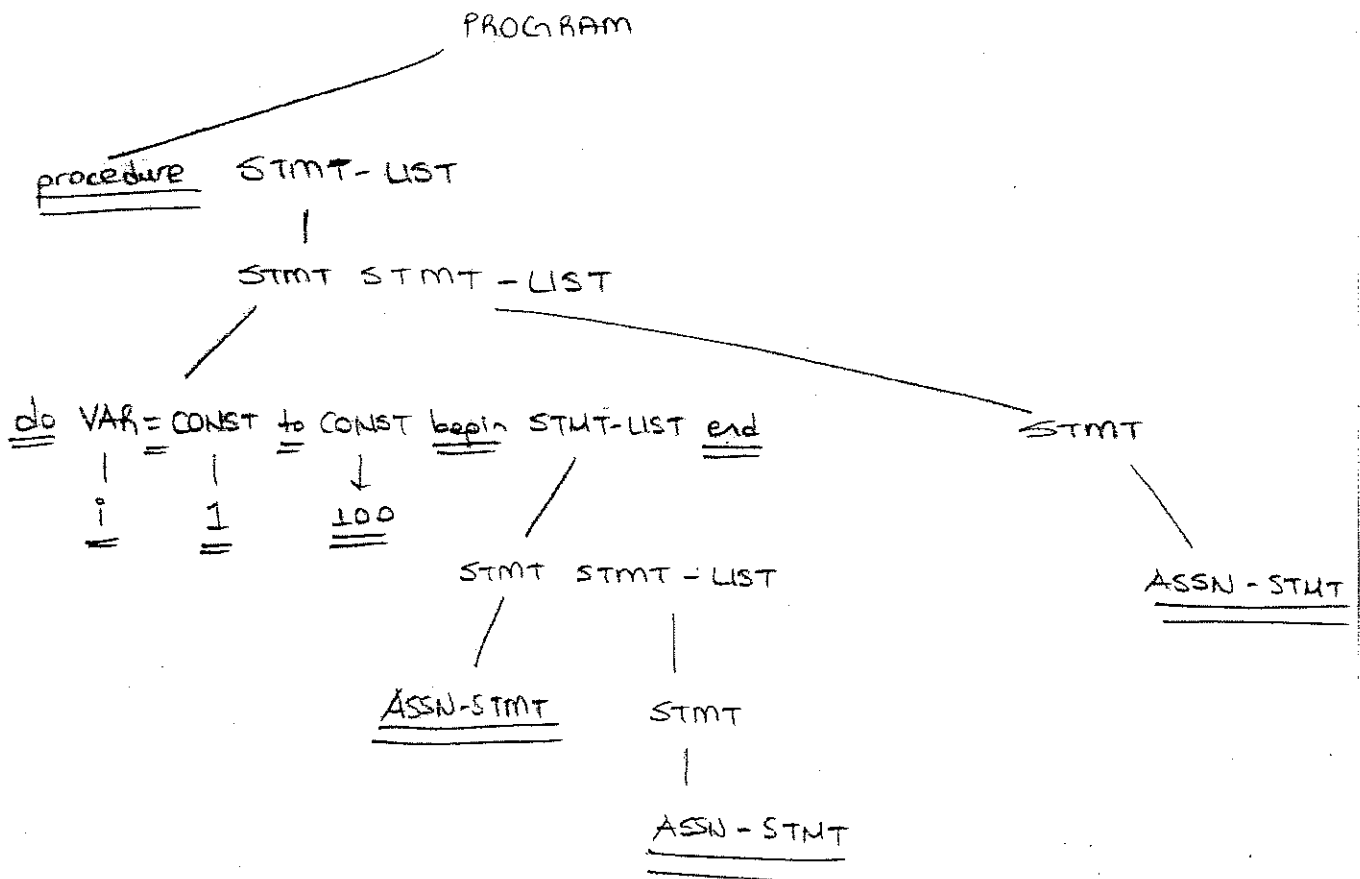 PROGRAM
procedure STMT-LIST
STMT STMT-LIST
do VAR = CONST to CONST begin STMT-LIST end
STMT
i 1 100
STMT STMT-LIST
ASSN-STMT
ASSN-STMT STMT
ASSN-STMT